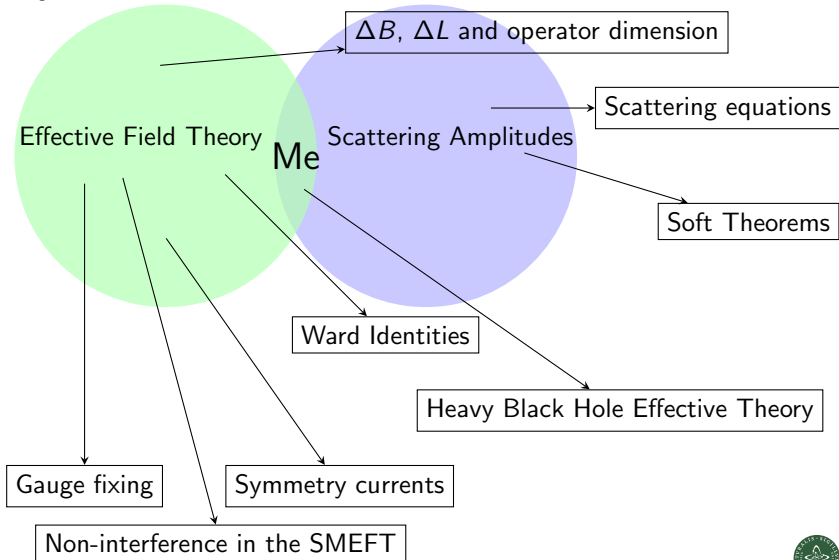 ΔB, ΔL and operator dimension
Scattering equations
Effective Field Theory
Scattering Amplitudes
Me
Soft Theorems
Ward Identities
Heavy Black Hole Effective Theory
Gauge fixing
Symmetry currents
Non-interference in the SMEFT